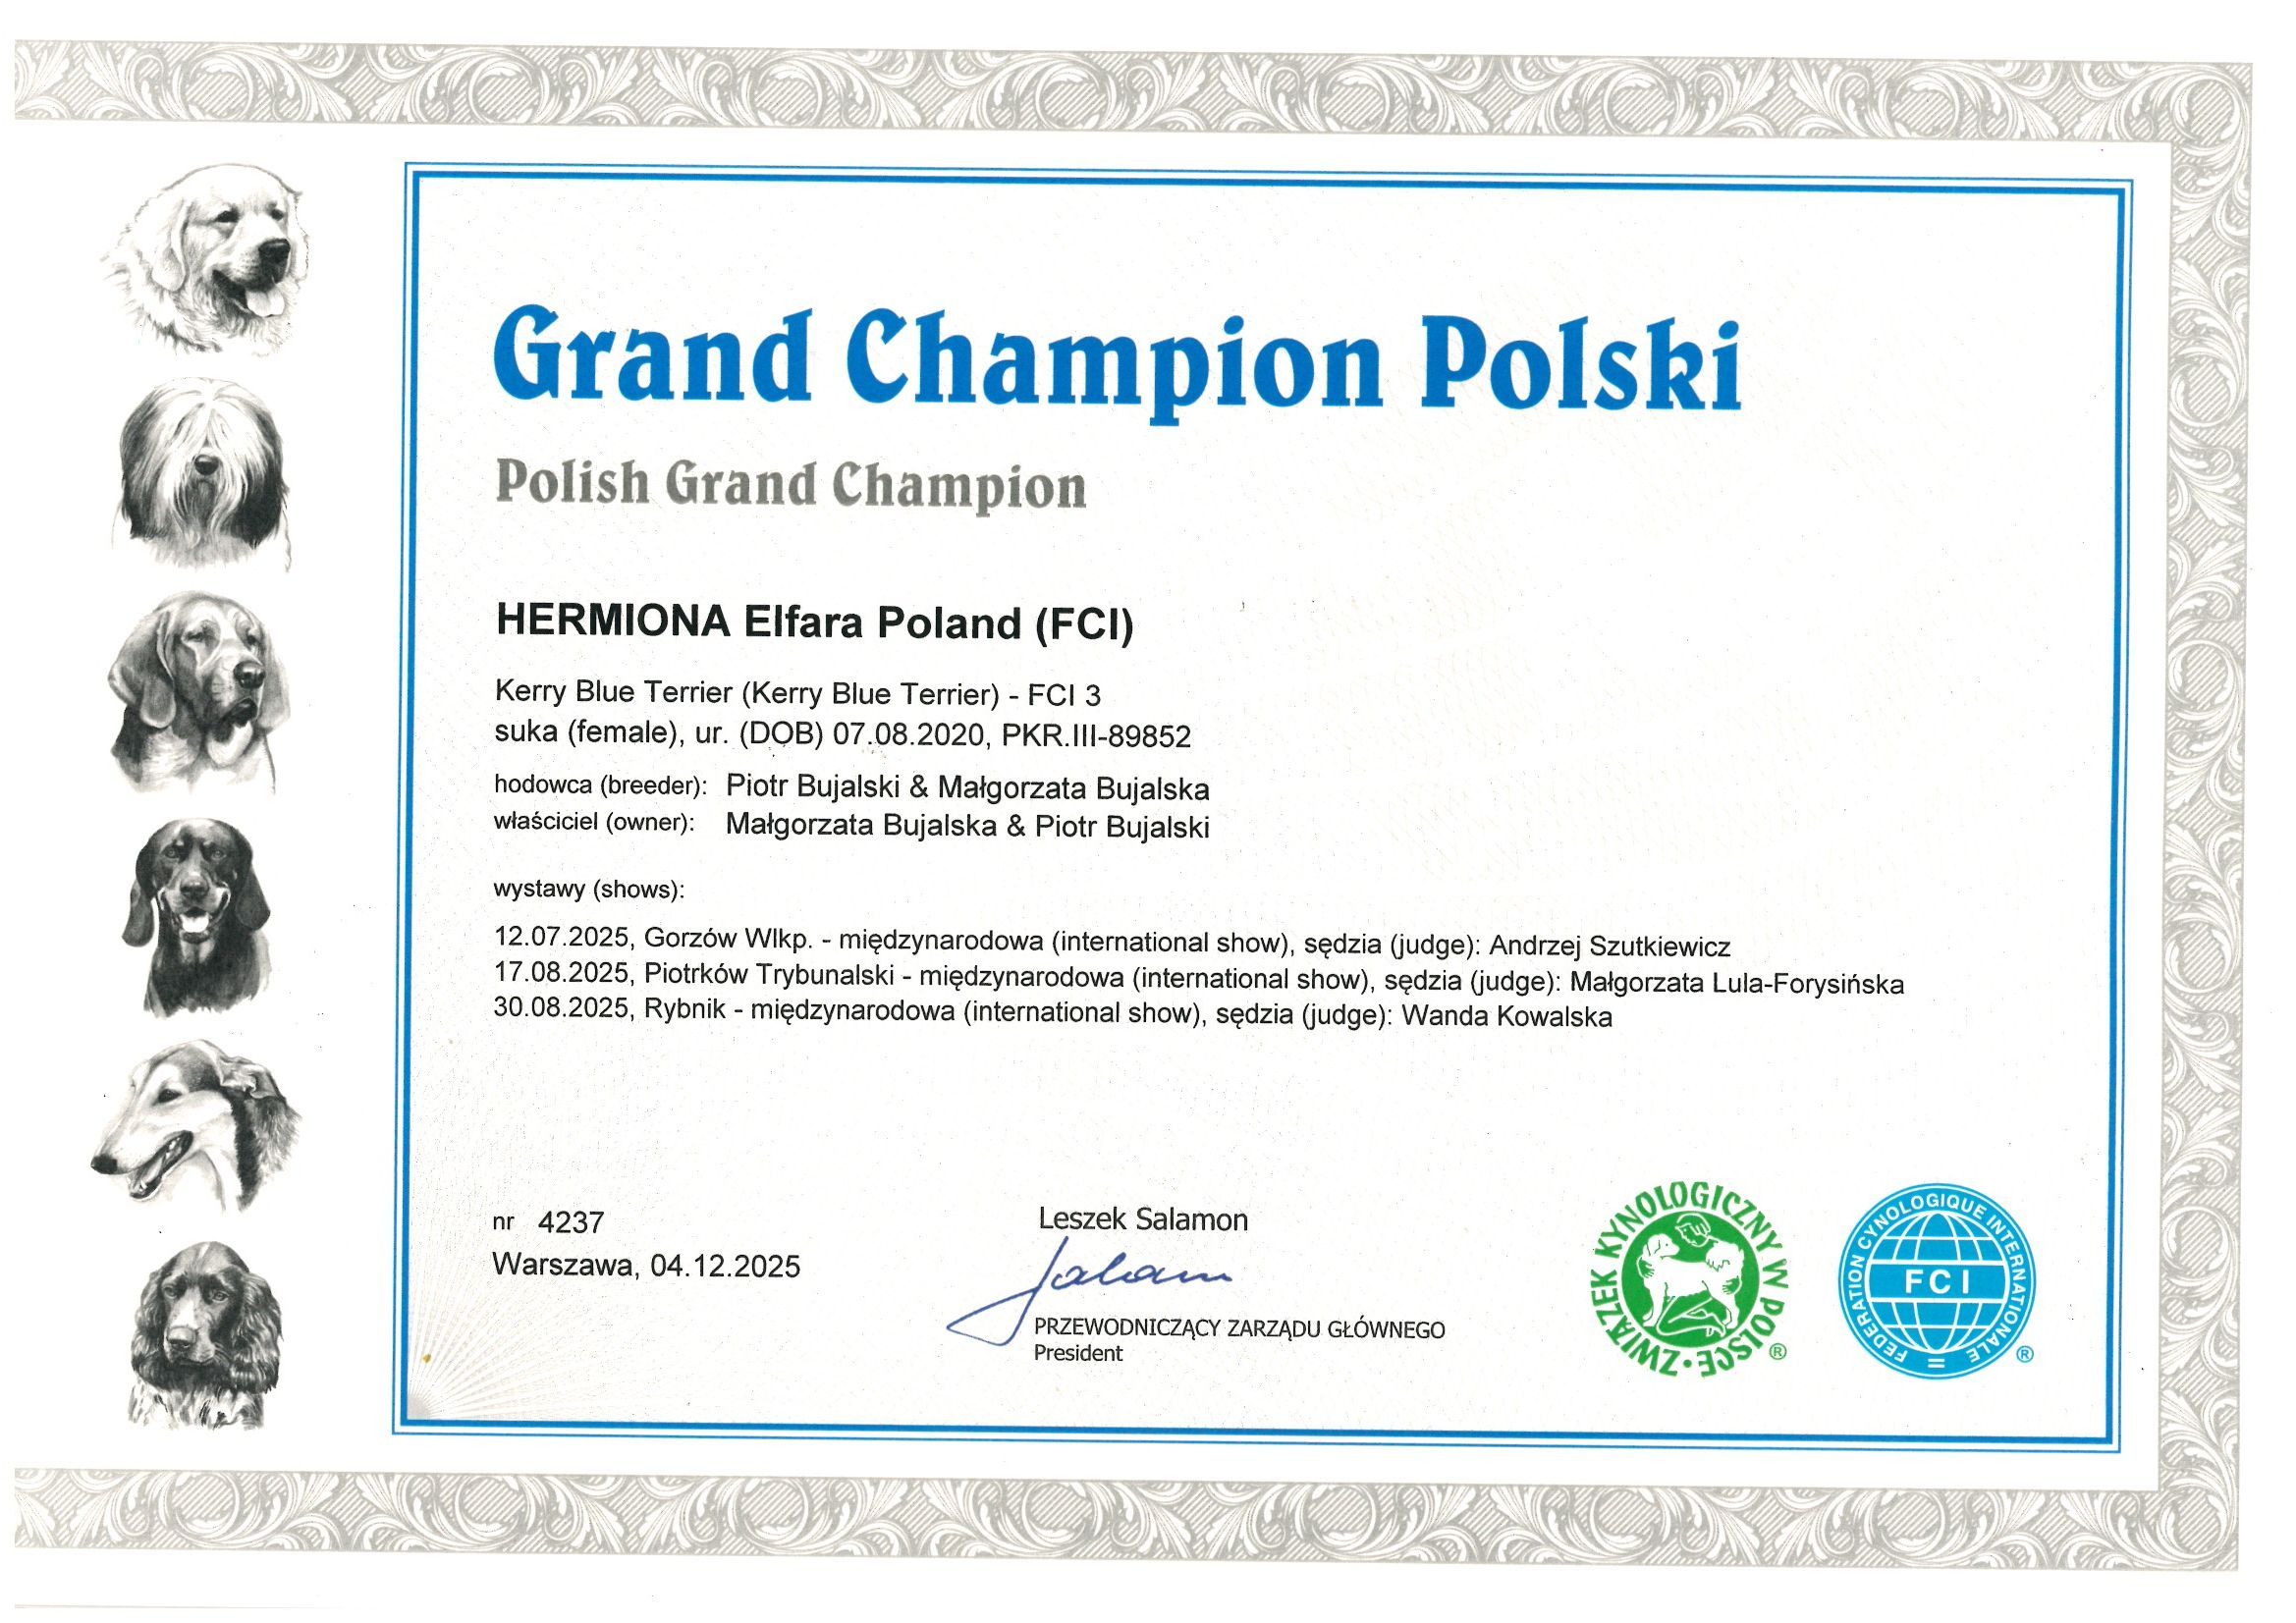 Grand Champion Polski
Polish Grand Champion
HERMIONA Elfara Poland (FCI)
Kerry Blue Terrier (Kerry Blue Terrier) - FCI 3
suka (female), ur. (DOB) 07.08.2020, PKR.III-89852
hodowca (breeder): Piotr Bujalski & Małgorzata Bujalska
właściciel (owner): Małgorzata Bujalska & Piotr Bujalski
wystawy (shows):
12.07.2025, Gorzów Wlkp. - międzynarodowa (international show), sędzia (judge): Andrzej Szutkiewicz
17.08.2025, Piotrków Trybunalski - międzynarodowa (international show), sędzia (judge): Małgorzata Lula-Forysińska
30.08.2025, Rybnik - międzynarodowa (international show), sędzia (judge): Wanda Kowalska
nr 4237
Warszawa, 04.12.2025
Leszek Salamon
Salamon
PRZEWODNICZĄCY ZARZĄDU GŁÓWNEGO
President
ZWIĄZEK KYNOLOGICZNY W POLSCE ®
FEDERATION CYNOLOGIQUE INTERNATIONALE
FCI
®